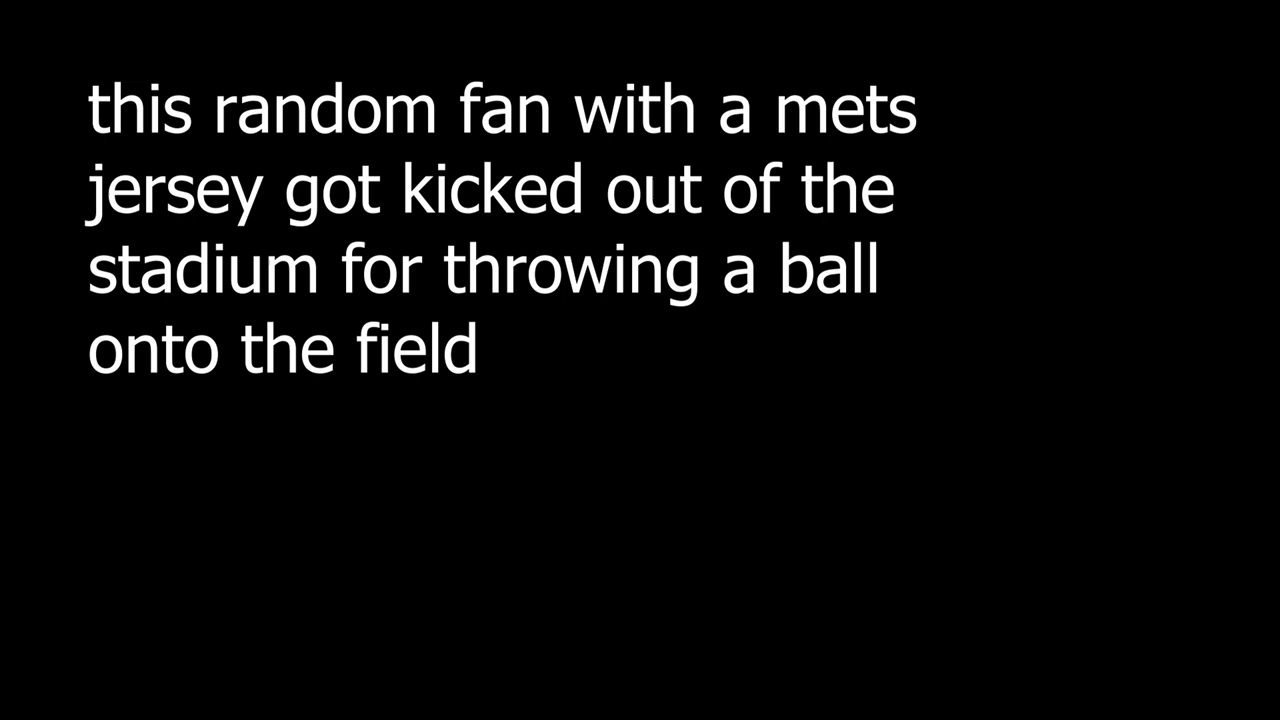 this random fan with a mets
jersey got kicked out of the
stadium for throwing a ball
onto the field